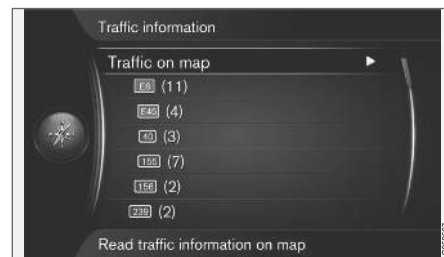 Traffic information
Traffic on map
E6 (11)
E45 (4)
40 (3)
155 (7)
156 (2)
239 (2)
Read traffic information on map